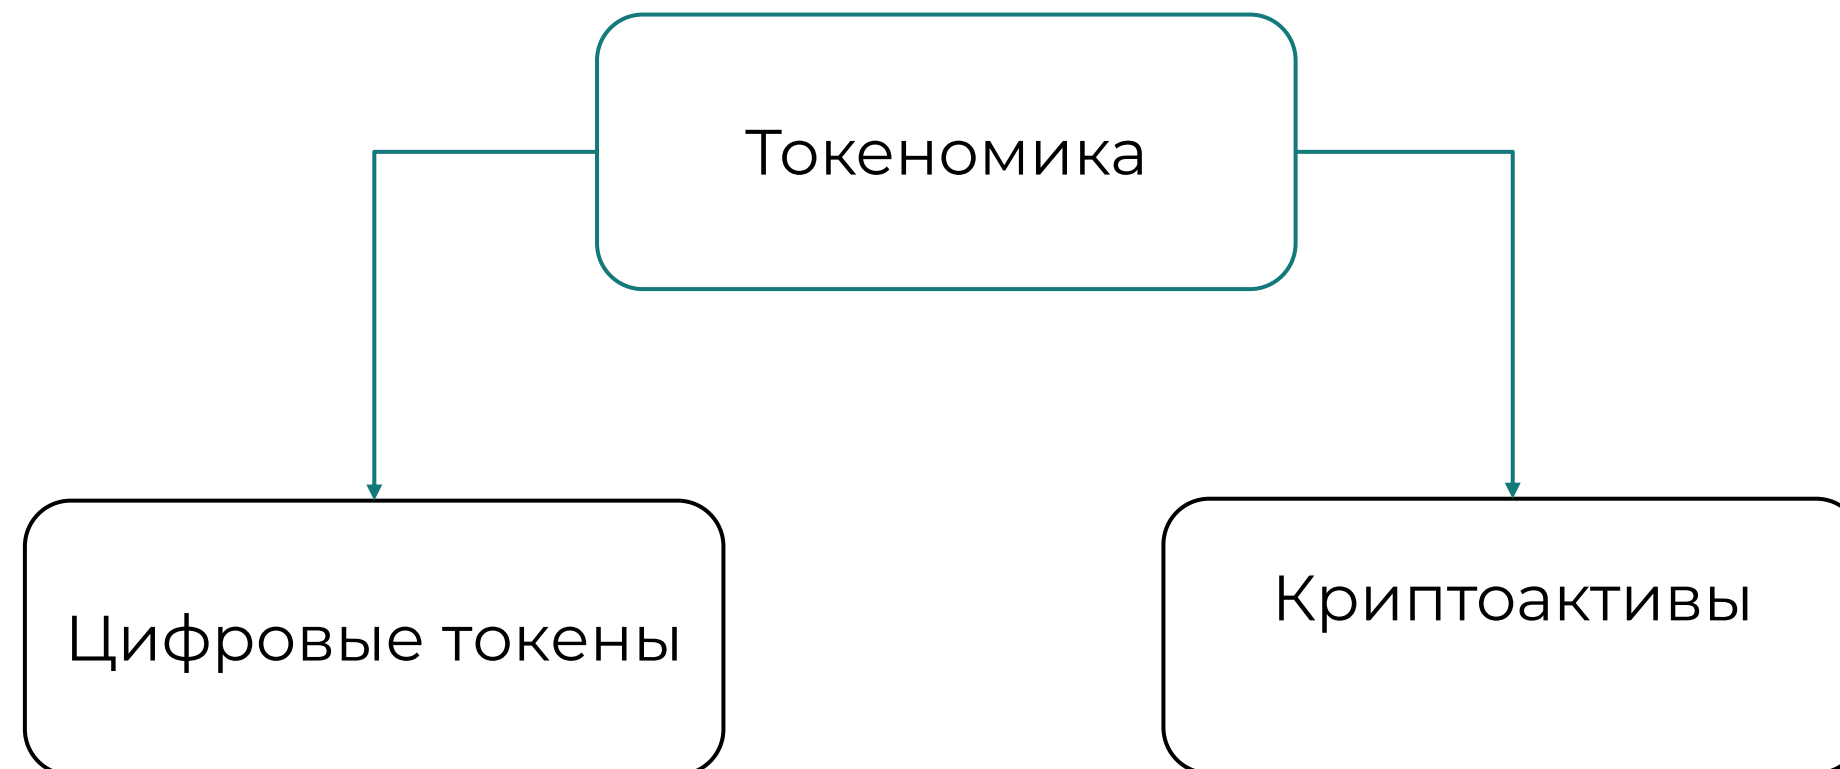 Токеномика
Цифровые токены
Криптоактивы